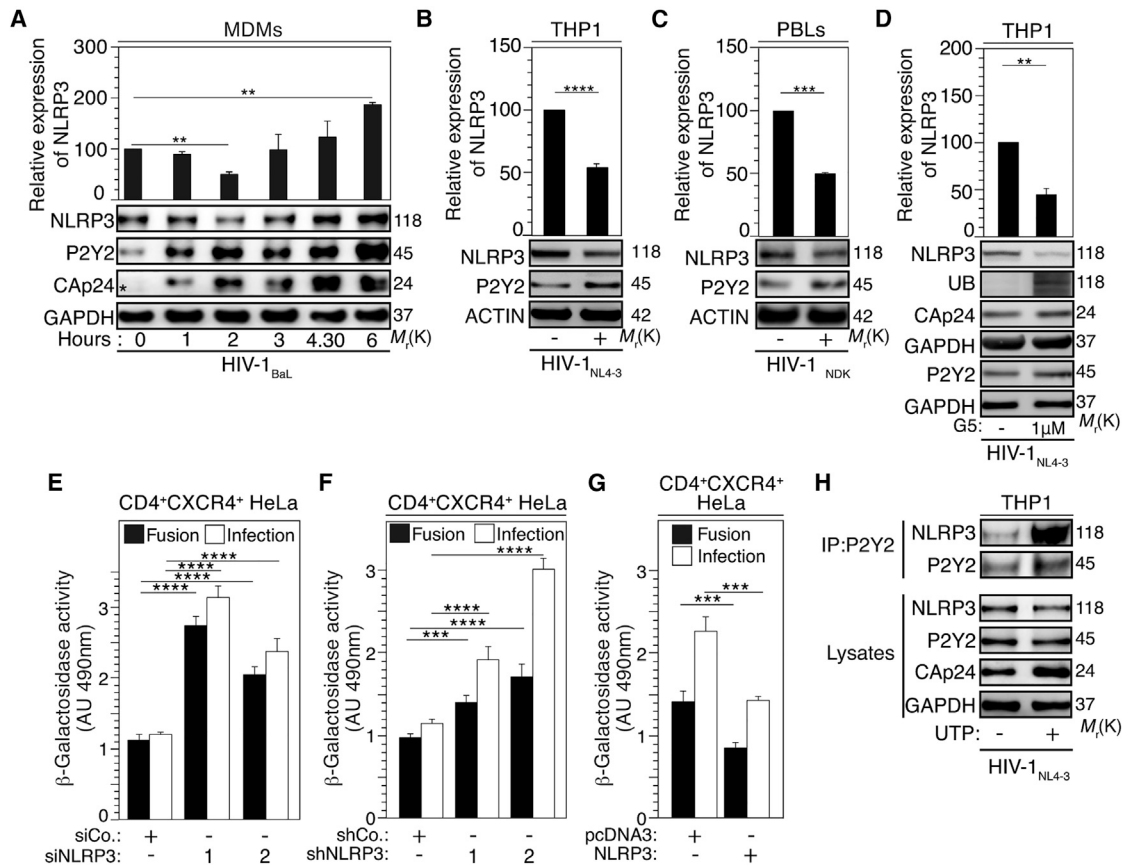 A
MDMs
Relative expression
of NLRP3
300
200
100
0
**
**
NLRP3 118
P2Y2 45
CAp24 * 24
GAPDH 37
Hours : 0 1 2 3 4.30 6 Mr(K)
HIV-1BaL
B
THP1
Relative expression
of NLRP3
150
100
50
0
****
NLRP3 118
P2Y2 45
ACTIN 42
- + Mr(K)
HIV-1NL4-3
C
PBLs
Relative expression
of NLRP3
150
100
50
0
***
NLRP3 118
P2Y2 45
ACTIN 42
- + Mr(K)
HIV-1 NDK
D
THP1
Relative expression
of NLRP3
200
150
100
50
0
**
NLRP3 118
UB 118
CAp24 24
GAPDH 37
P2Y2 45
GAPDH 37
G5: - 1µM Mr(K)
HIV-1NL4-3
E
CD4+CXCR4+ HeLa
Fusion Infection
β-Galactosidase activity
(AU 490nm)
3
2
1
0
****
****
****
****
siCo.: + - -
siNLRP3: - 1 2
F
CD4+CXCR4+ HeLa
Fusion Infection
β-Galactosidase activity
(AU 490nm)
3
2
1
0
****
****
****
***
shCo.: + - -
shNLRP3: - 1 2
G
CD4+CXCR4+
HeLa
Fusion
Infection
β-Galactosidase activity
(AU 490nm)
3
2
1
0
***
***
pcDNA3: + -
NLRP3: - +
H
THP1
IP:P2Y2
NLRP3 118
P2Y2 45
Lysates
NLRP3 118
P2Y2 45
CAp24 24
GAPDH 37
UTP: - + Mr(K)
HIV-1NL4-3